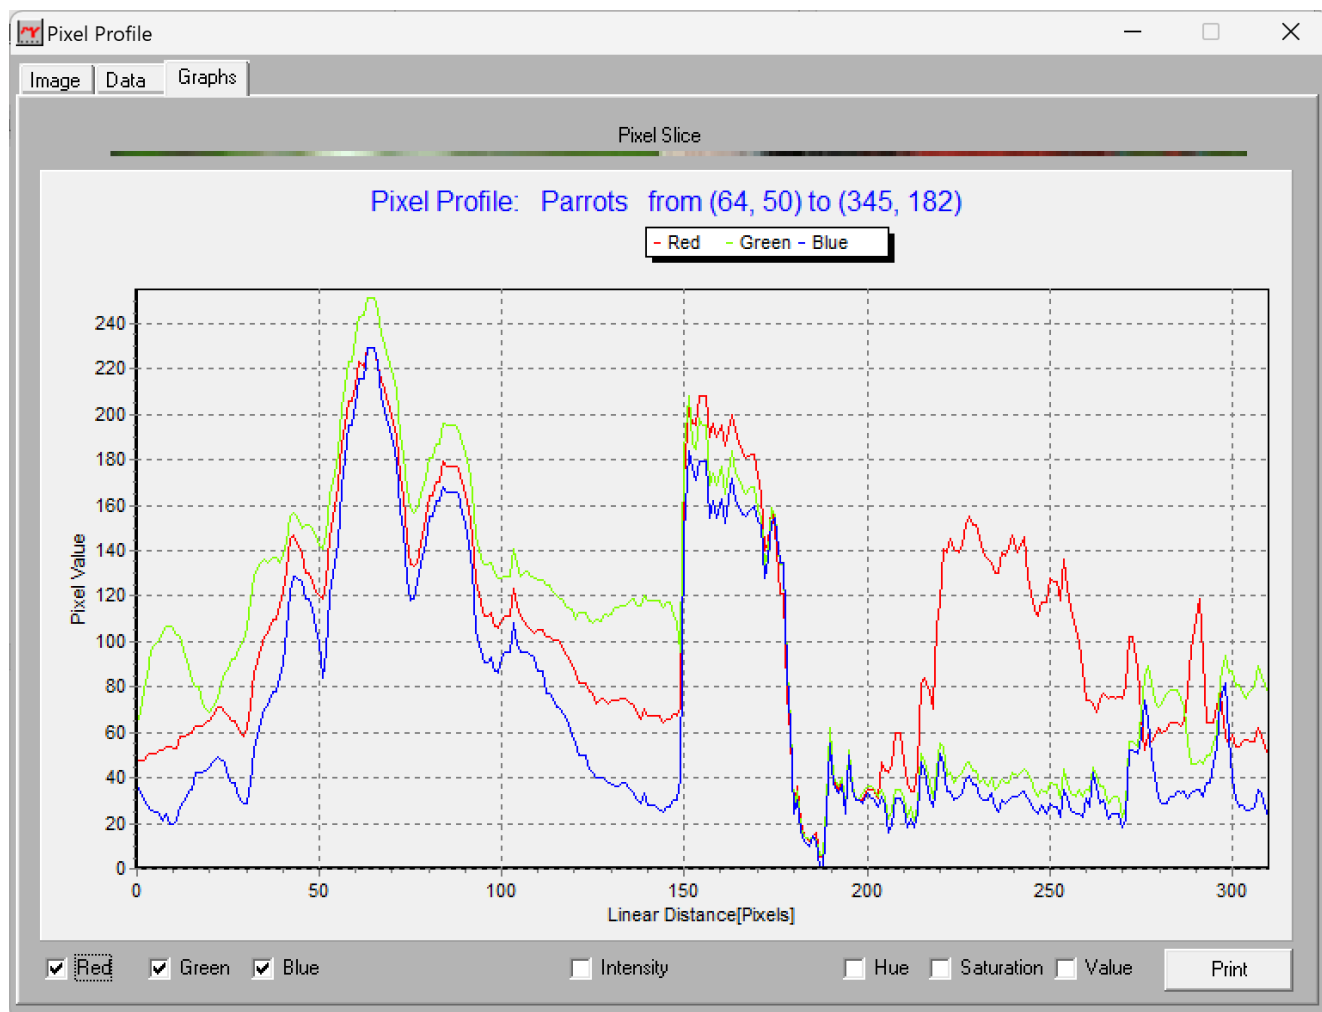 Pixel Profile
Image Data Graphs
Pixel Slice
Pixel Profile: Parrots from (64, 50) to (345, 182)
Red Green Blue
240
220
200
180
160
140
120
100
80
60
40
20
0
Pixel Value
0 50 100 150 200 250 300
Linear Distance[Pixels]
Red Green Blue Intensity Hue Saturation Value Print